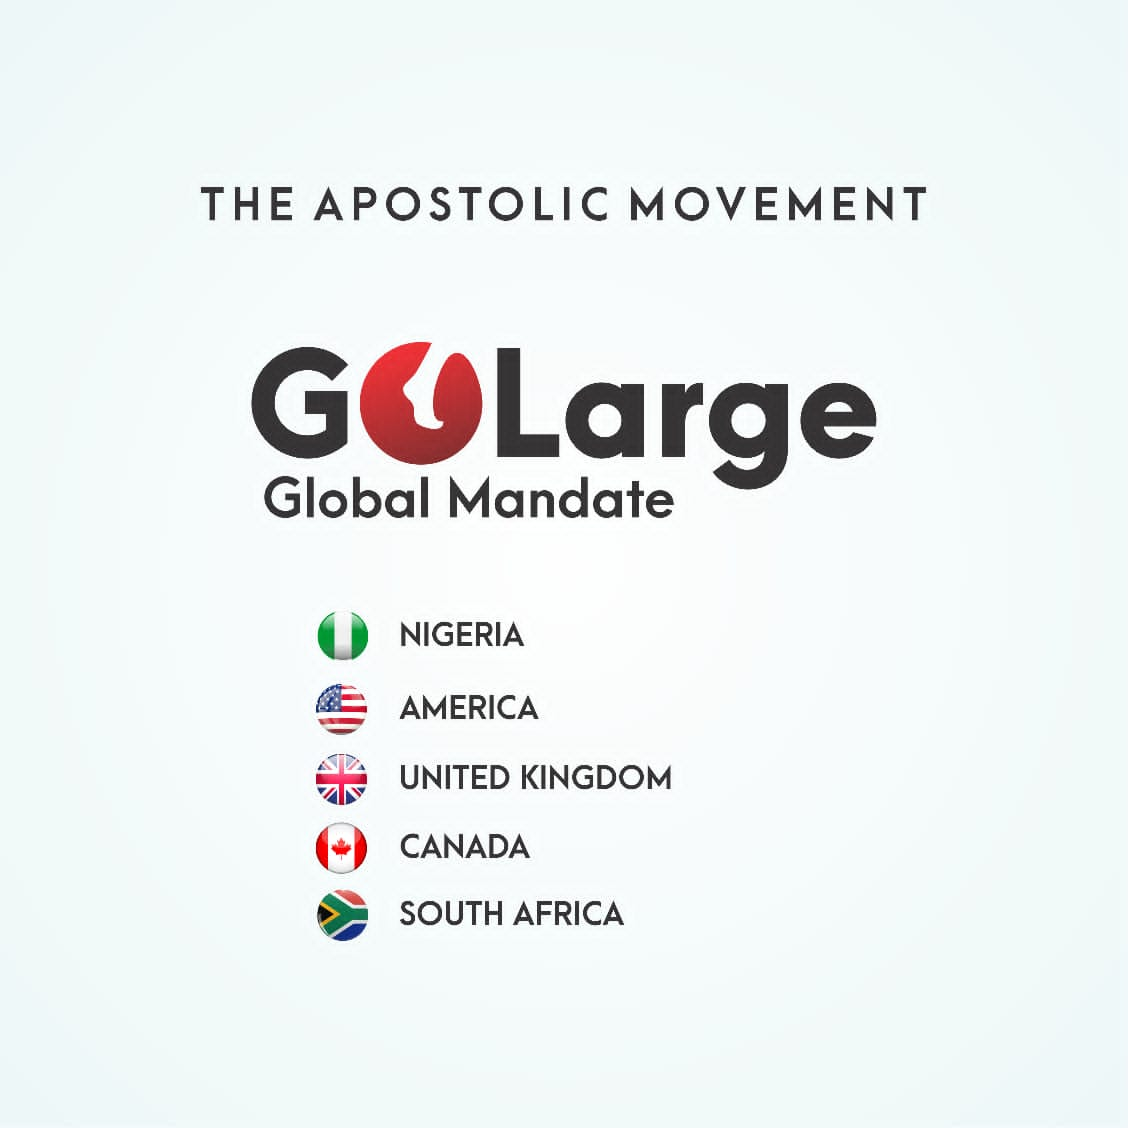 THE APOSTOLIC MOVEMENT
GOLarge
Global Mandate
NIGERIA
AMERICA
UNITED KINGDOM
CANADA
SOUTH AFRICA